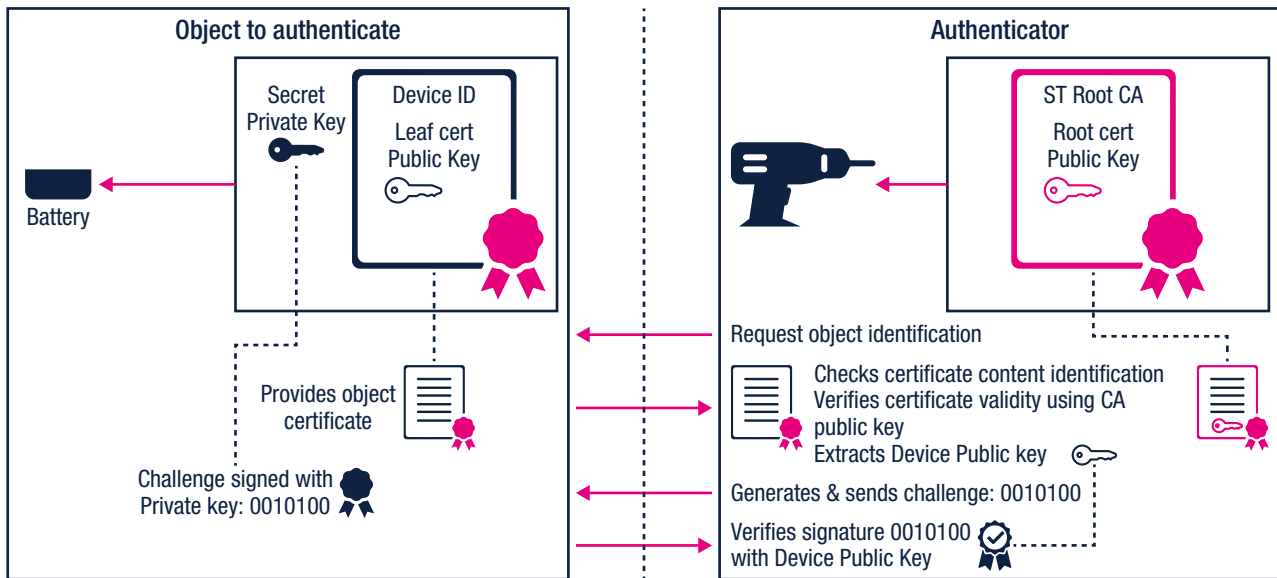 Object to authenticate
Secret
Private Key
Device ID
Leaf cert
Public Key
Battery
Provides object
certificate
Challenge signed with
Private key: 0010100
Authenticator
ST Root CA
Root cert
Public Key
Request object identification
Checks certificate content identification
Verifies certificate validity using CA
public key
Extracts Device Public key
Generates & sends challenge: 0010100
Verifies signature 0010100
with Device Public Key